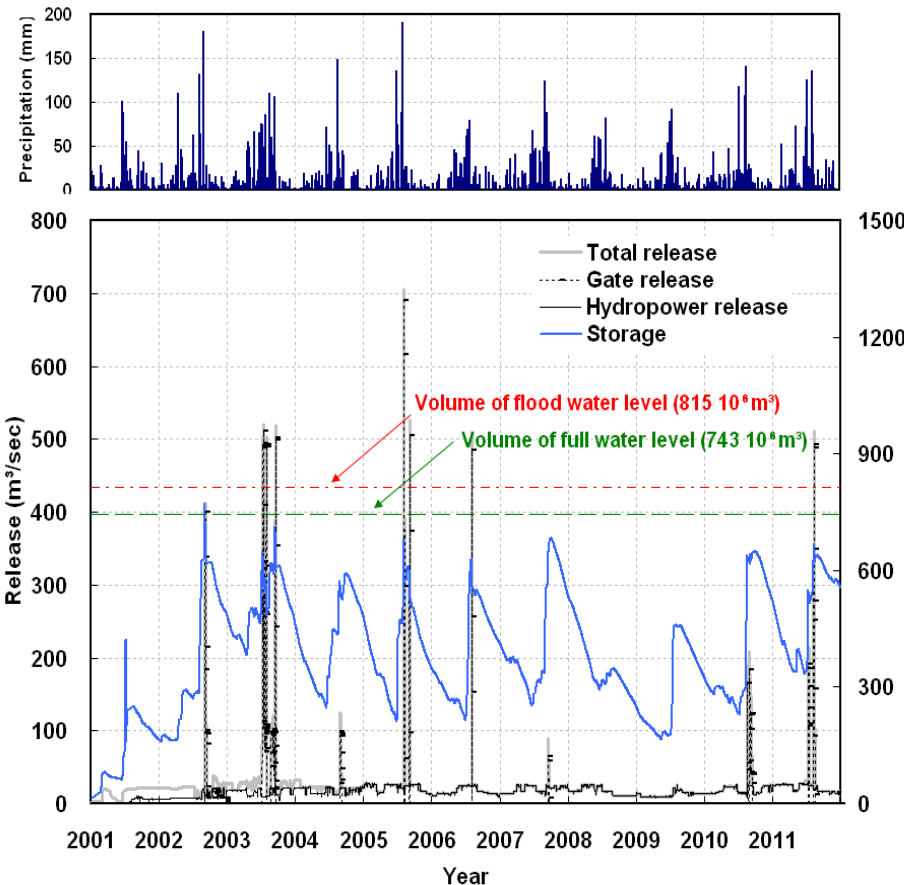 Precipitation (mm)
200
150
100
50
0
800
700
600
500
400
300
200
100
0
Release (m³/sec)
1500
1200
900
600
300
0
Total release
Gate release
Hydropower release
Storage
Volume of flood water level (815 10⁶m³)
Volume of full water level (743 10⁶m³)
2001 2002 2003 2004 2005 2006 2007 2008 2009 2010 2011
Year